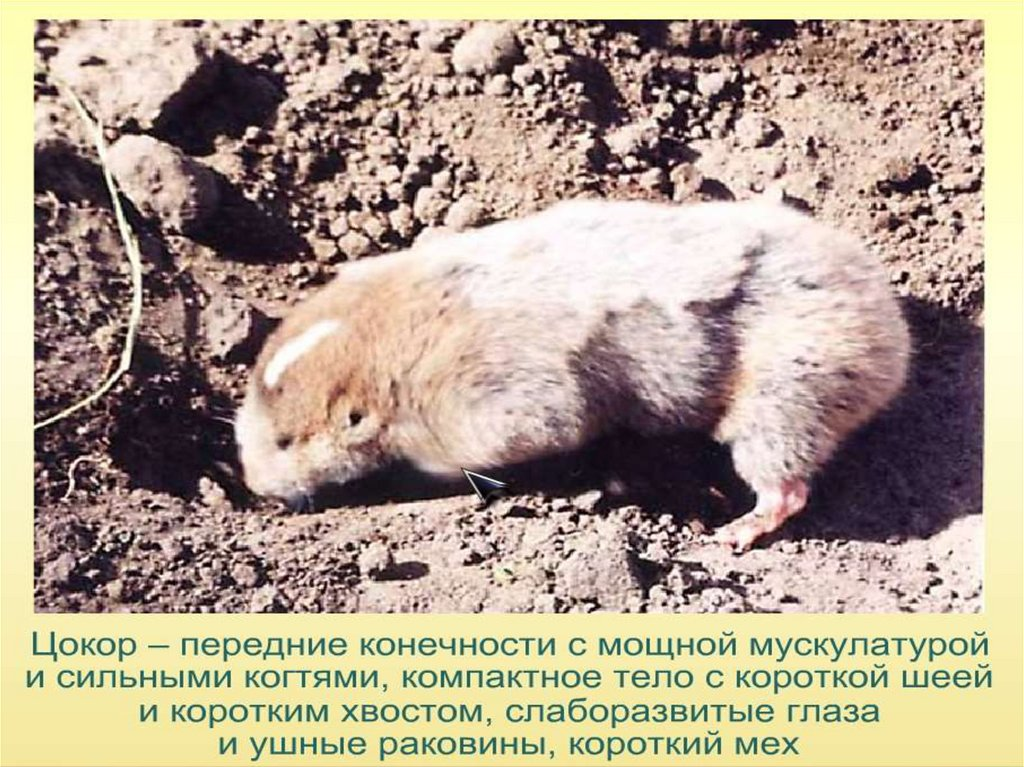 Цокор – передние конечности с мощной мускулатурой
и сильными когтями, компактное тело с короткой шеей
и коротким хвостом, слаборазвитые глаза
и ушные раковины, короткий мех